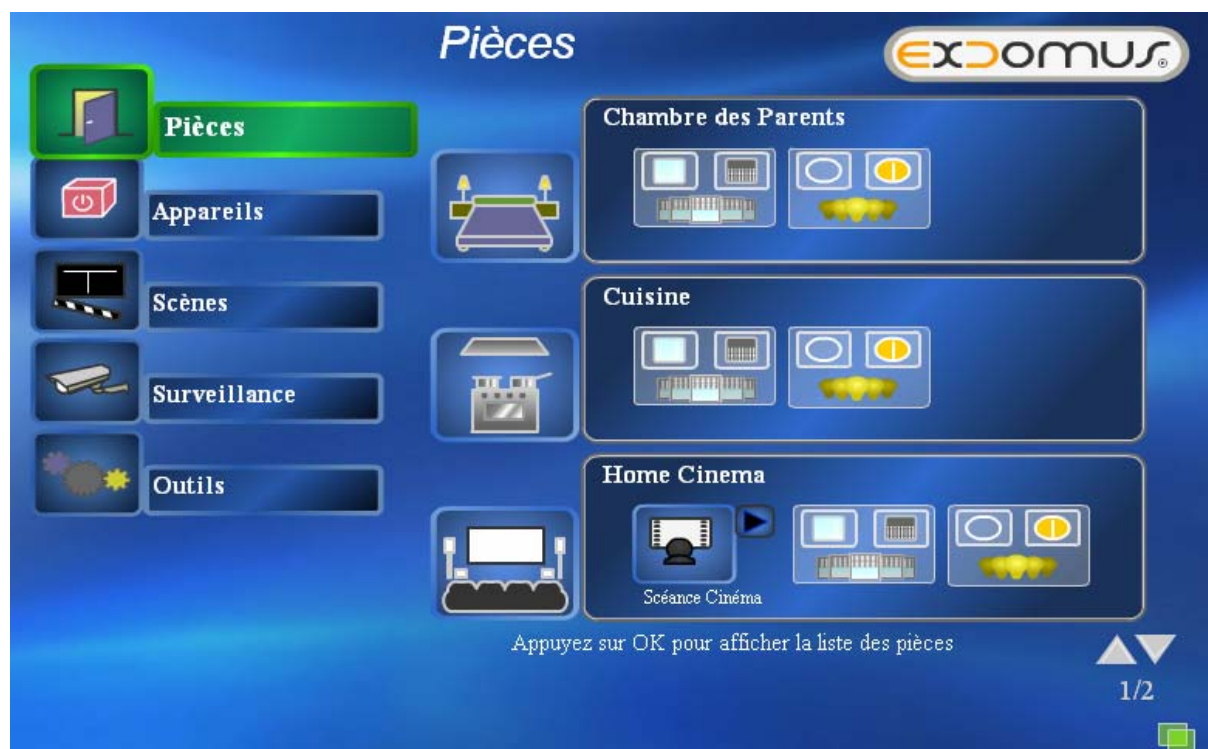 Pièces
exdomus®
Pièces
Appareils
Scènes
Surveillance
Outils
Chambre des Parents
Cuisine
Home Cinema
Scéance Cinéma
Appuyez sur OK pour afficher la liste des pièces
1/2